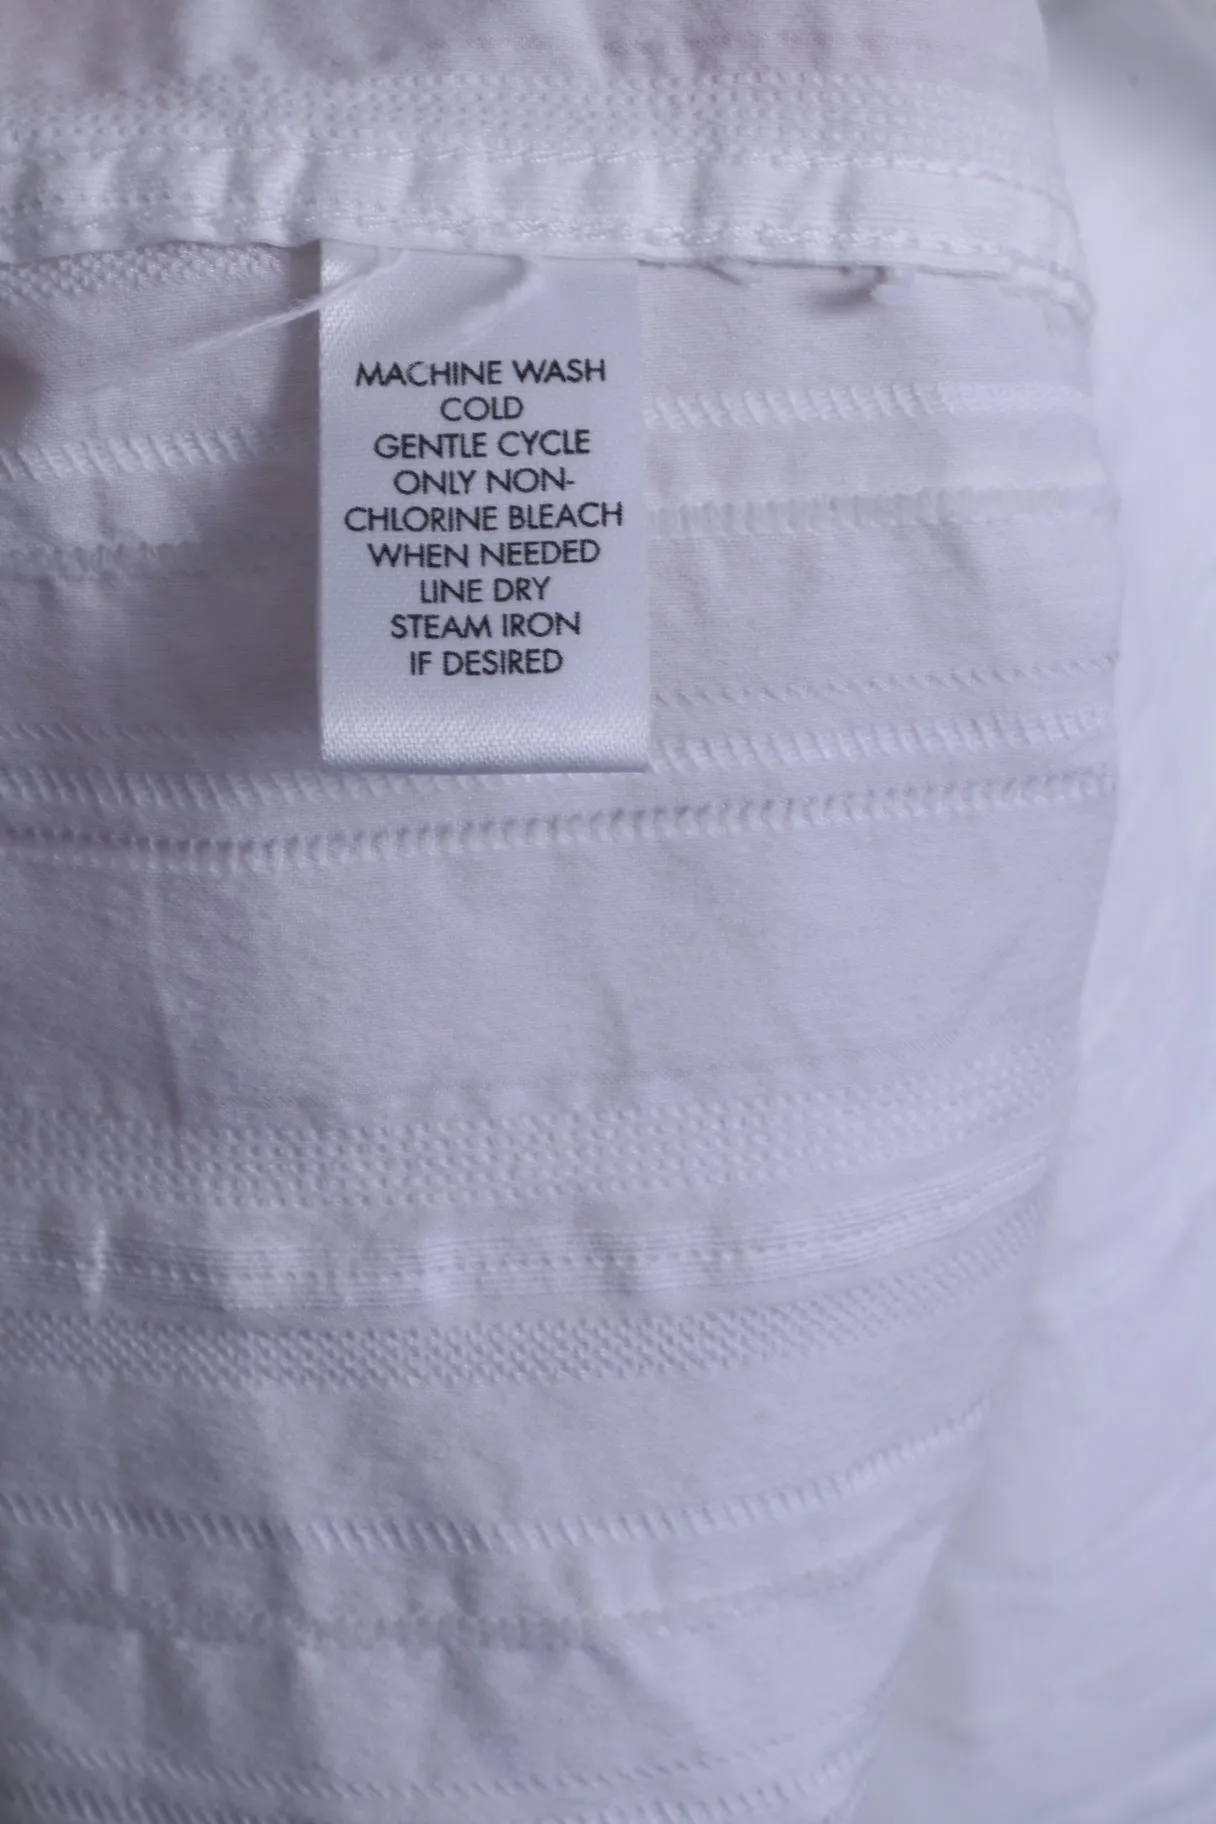 MACHINE WASH
COLD
GENTLE CYCLE
ONLY NON-
CHLORINE BLEACH
WHEN NEEDED
LINE DRY
STEAM IRON
IF DESIRED